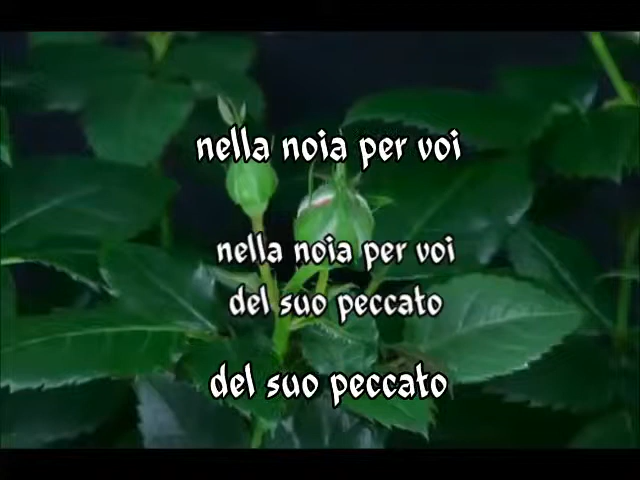 nella noia per voi
nella noia per voi
del suo peccato
del suo peccato